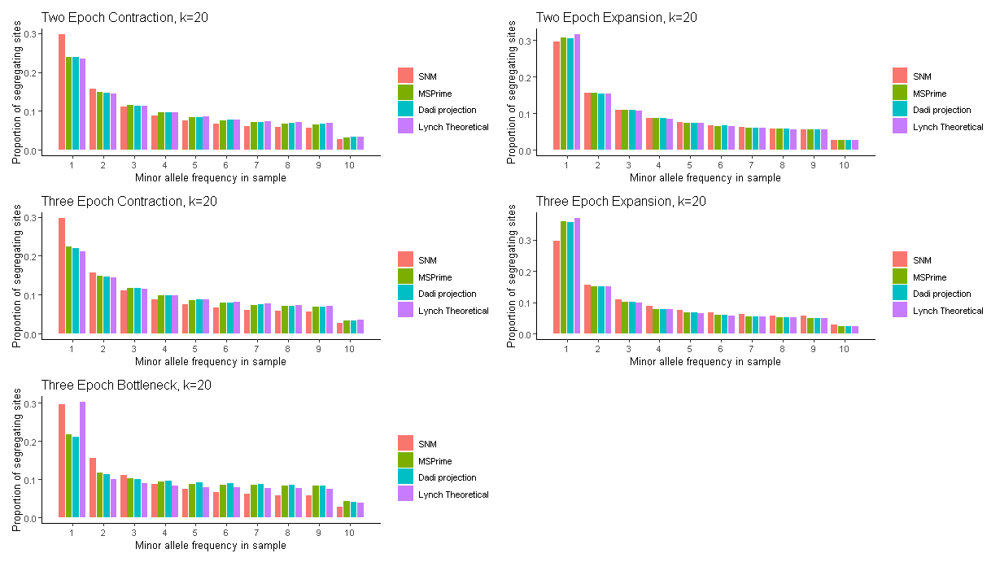 Two Epoch Contraction, k=20
Proportion of segregating sites
0.3
0.2
0.1
0.0
1 2 3 4 5 6 7 8 9 10
Minor allele frequency in sample
SNM
MSPrime
Dadi projection
Lynch Theoretical
Two Epoch Expansion, k=20
Proportion of segregating sites
0.3
0.2
0.1
0.0
1 2 3 4 5 6 7 8 9 10
Minor allele frequency in sample
SNM
MSPrime
Dadi projection
Lynch Theoretical
Three Epoch Contraction, k=20
Proportion of segregating sites
0.3
0.2
0.1
0.0
1 2 3 4 5 6 7 8 9 10
Minor allele frequency in sample
SNM
MSPrime
Dadi projection
Lynch Theoretical
Three Epoch Expansion, k=20
Proportion of segregating sites
0.3
0.2
0.1
0.0
1 2 3 4 5 6 7 8 9 10
Minor allele frequency in sample
SNM
MSPrime
Dadi projection
Lynch Theoretical
Three Epoch Bottleneck, k=20
Proportion of segregating sites
0.3
0.2
0.1
0.0
1 2 3 4 5 6 7 8 9 10
Minor allele frequency in sample
SNM
MSPrime
Dadi projection
Lynch Theoretical